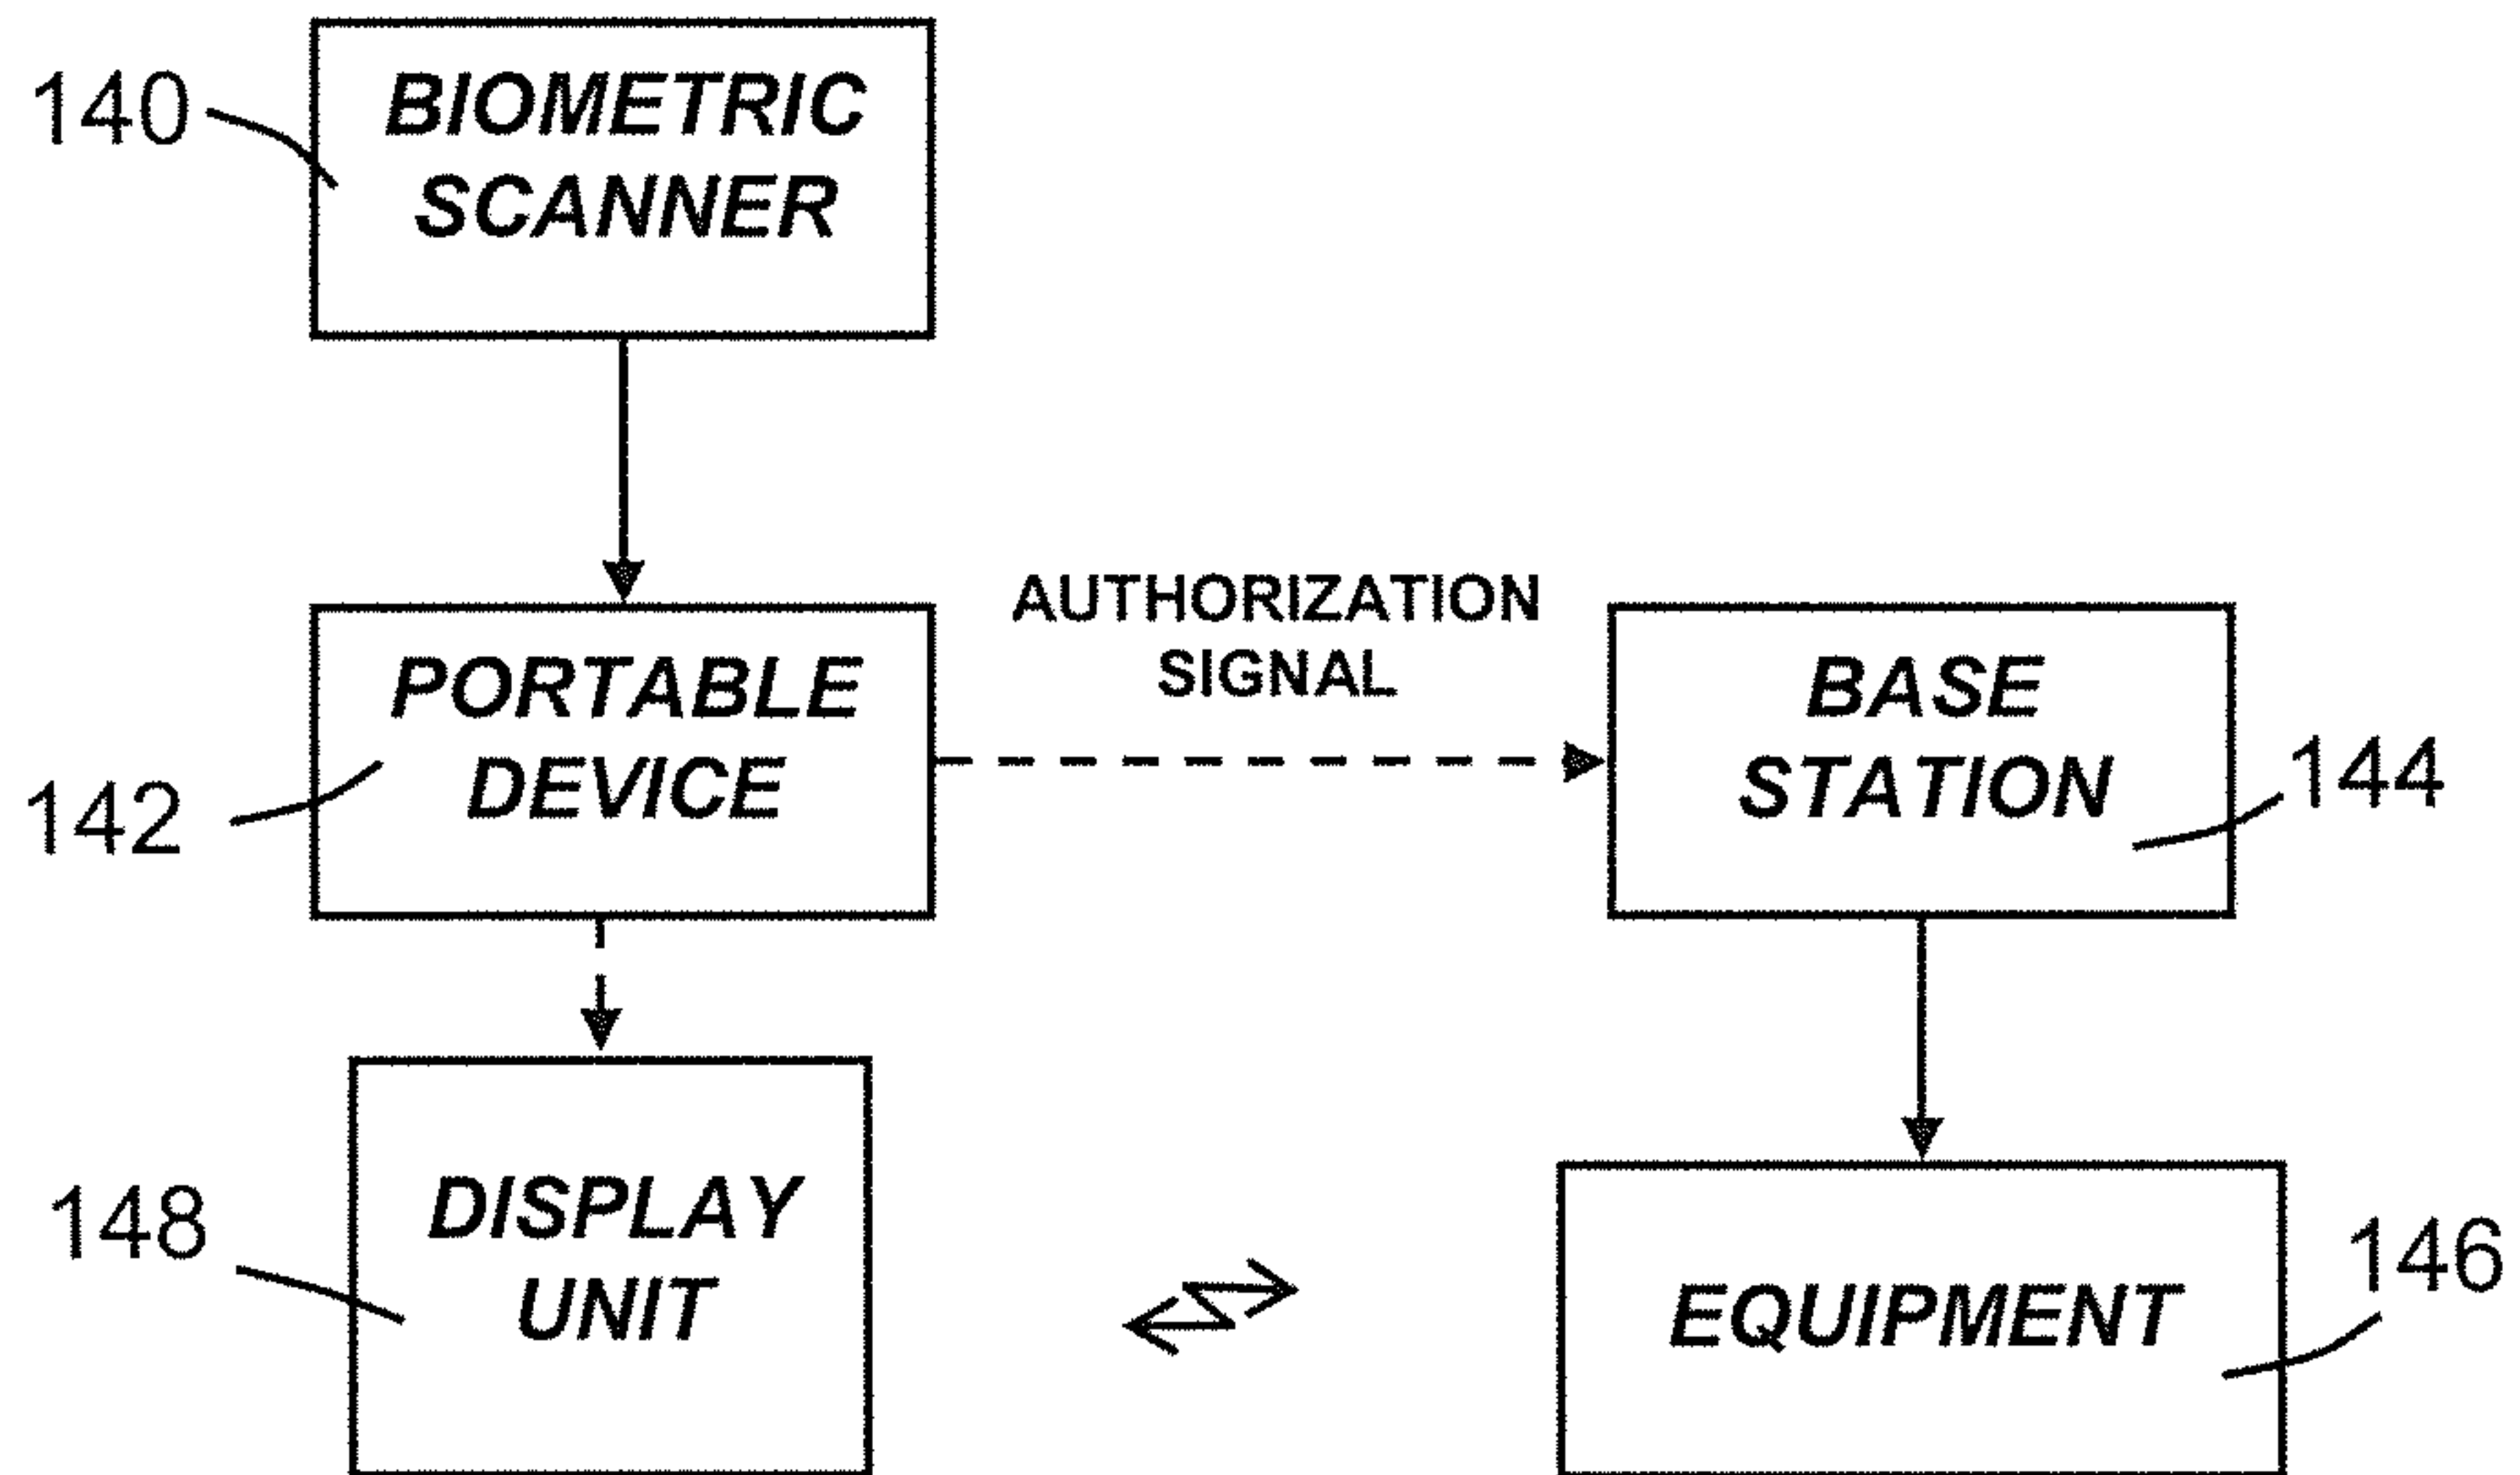 140
BIOMETRIC
SCANNER
142
PORTABLE
DEVICE
AUTHORIZATION
SIGNAL
BASE
STATION
144
148
DISPLAY
UNIT
EQUIPMENT
146